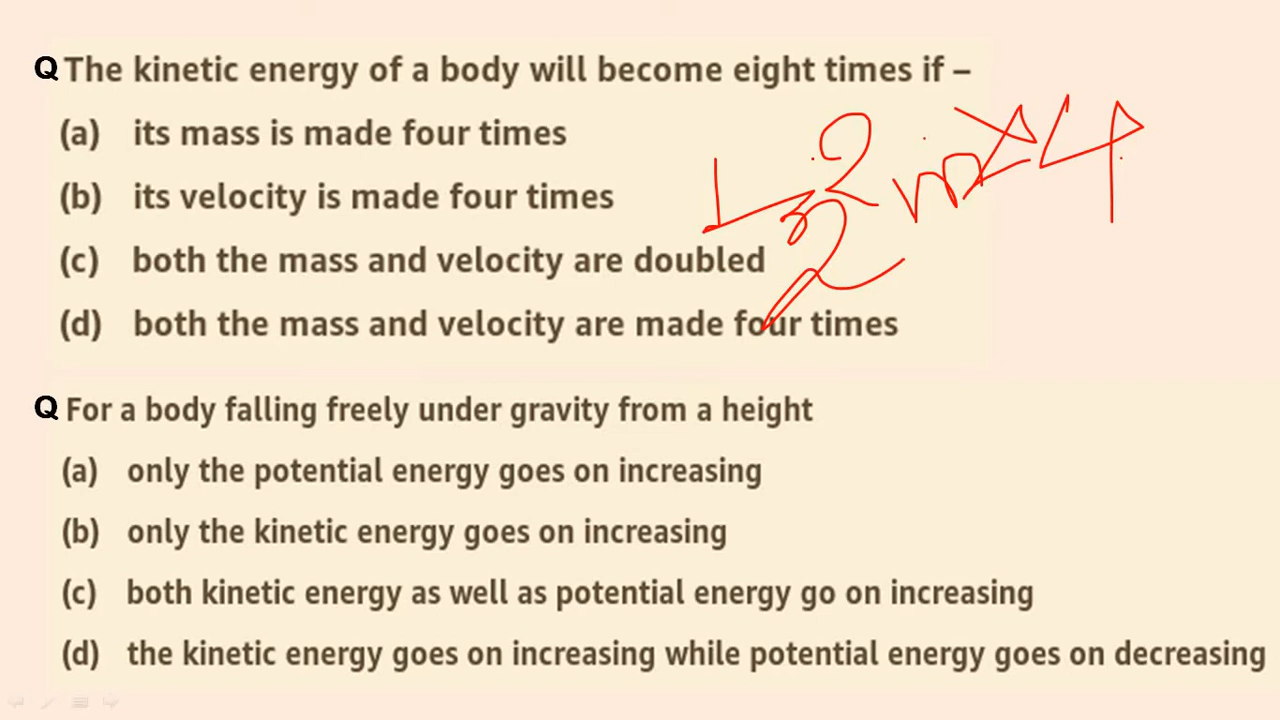 Q The kinetic energy of a body will become eight times if –
(a) its mass is made four times
(b) its velocity is made four times
(c) both the mass and velocity are doubled
(d) both the mass and velocity are made four times
Q For a body falling freely under gravity from a height
(a) only the potential energy goes on increasing
(b) only the kinetic energy goes on increasing
(c) both kinetic energy as well as potential energy go on increasing
(d) the kinetic energy goes on increasing while potential energy goes on decreasing